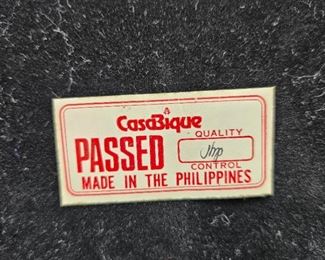 CasaBique
PASSED
QUALITY
CONTROL
MADE IN THE PHILIPPINES